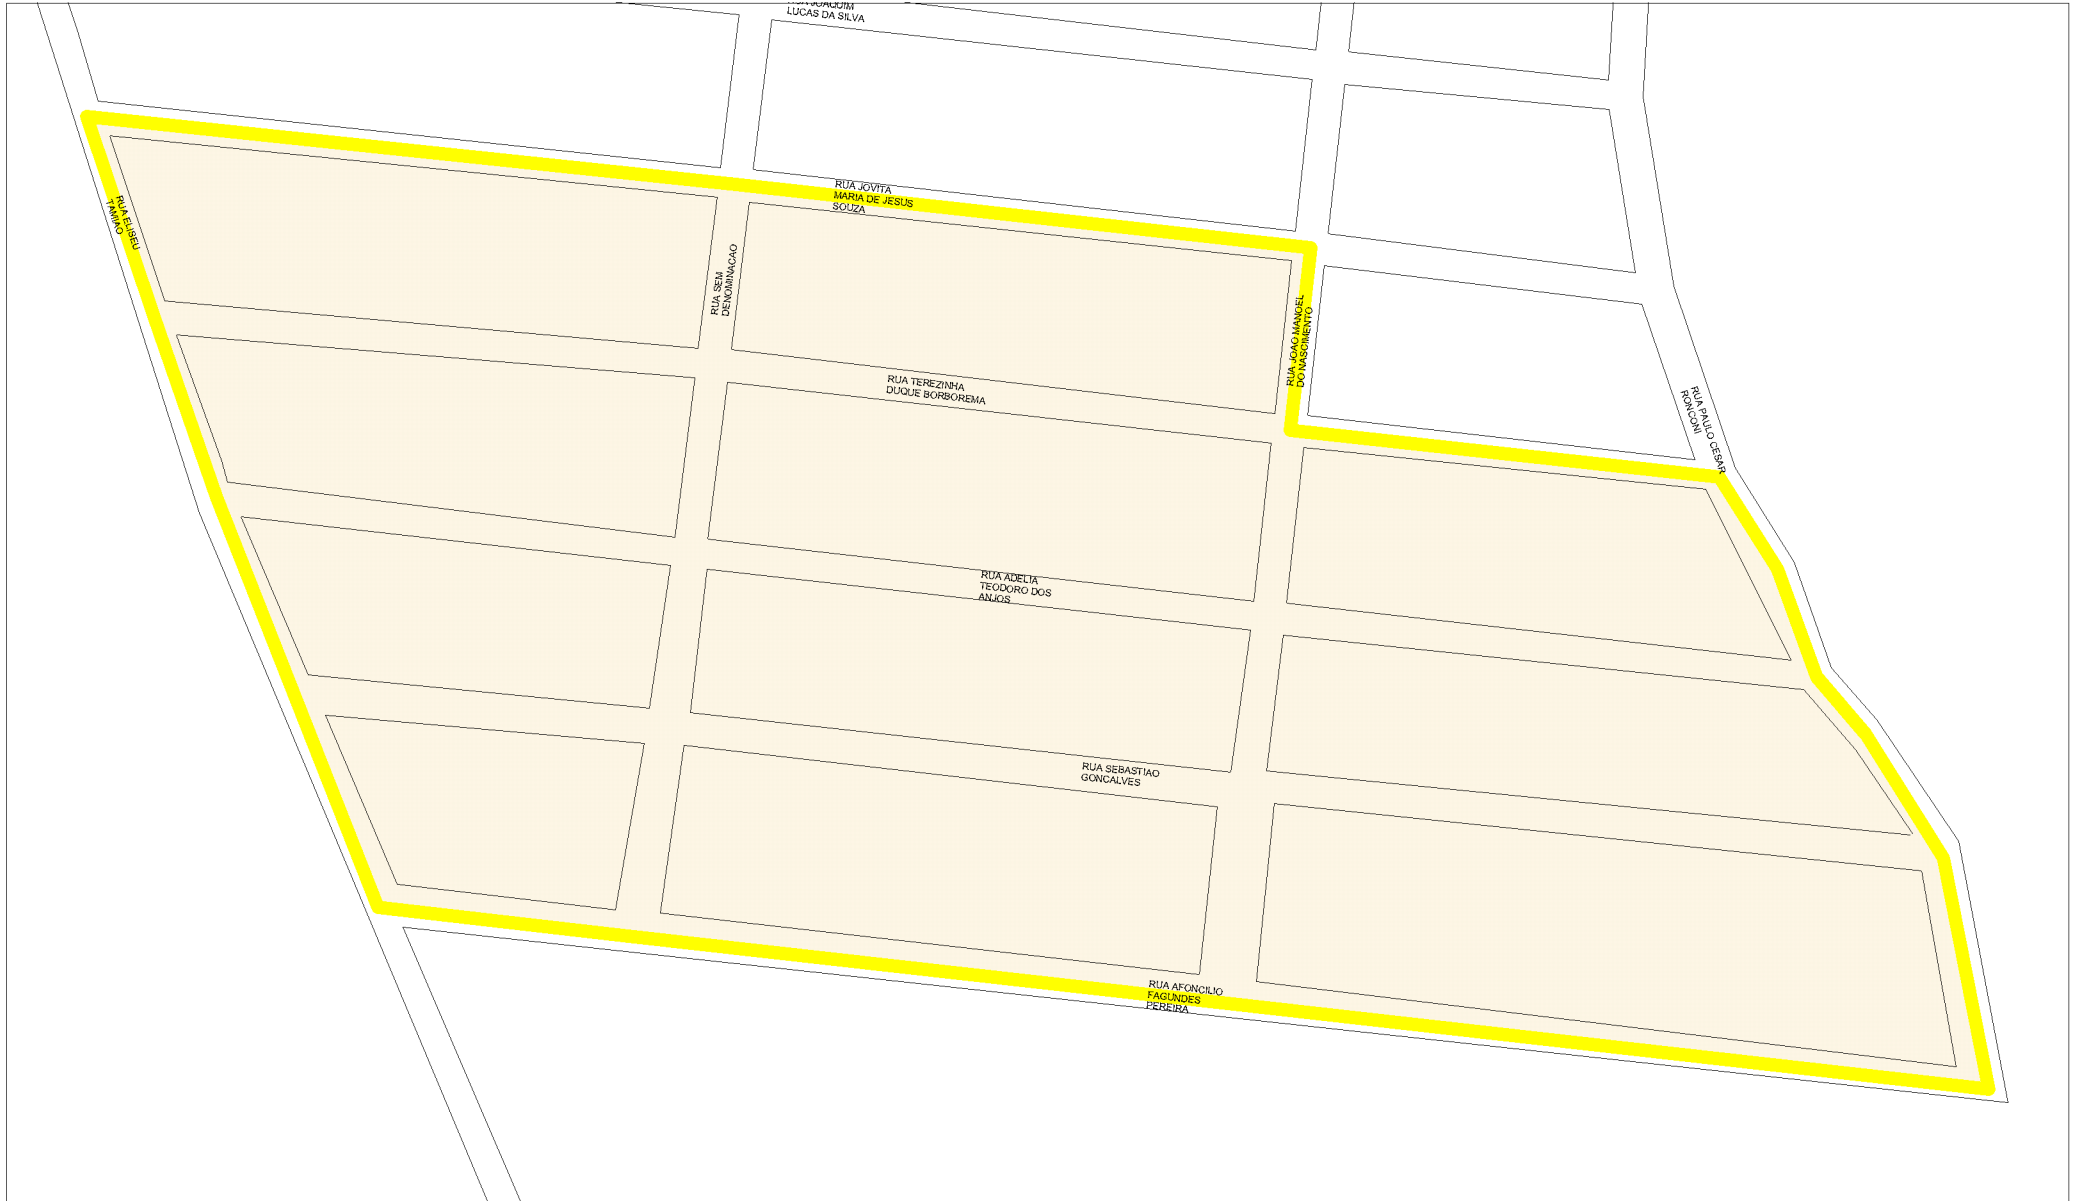 RUA JOAQUIM
LUCAS DA SILVA
RUA JOVITA
MARIA DE JESUS
SOUZA
RUA ELISEU
TAMIAO
RUA SEM
DENOMINACAO
RUA JOAO MANOEL
DO NASCIMENTO
RUA TEREZINHA
DUQUE BORBOREMA
RUA PAULO CESAR
RONCONI
RUA ADELIA
TEODORO DOS
ANJOS
RUA SEBASTIAO
GONCALVES
RUA AFONCILIO
FAGUNDES
PEREIRA